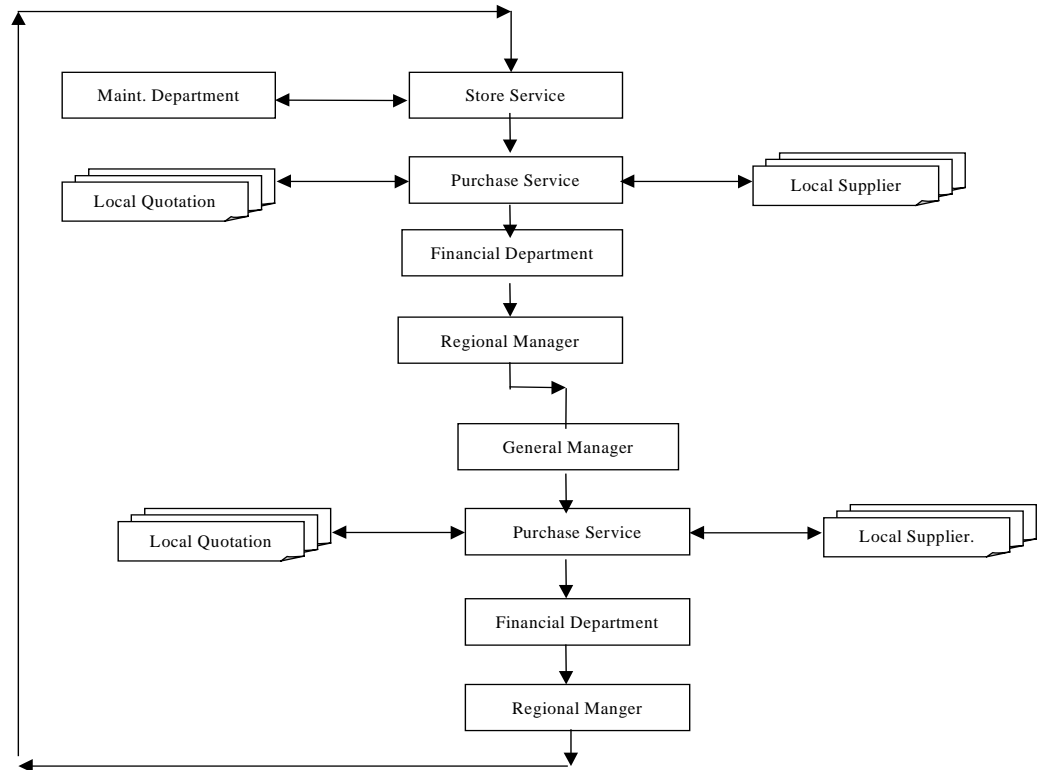 Maint. Department
Store Service
Local Quotation
Purchase Service
Local Supplier
Financial Department
Regional Manager
General Manager
Local Quotation
Purchase Service
Local Supplier.
Financial Department
Regional Manger